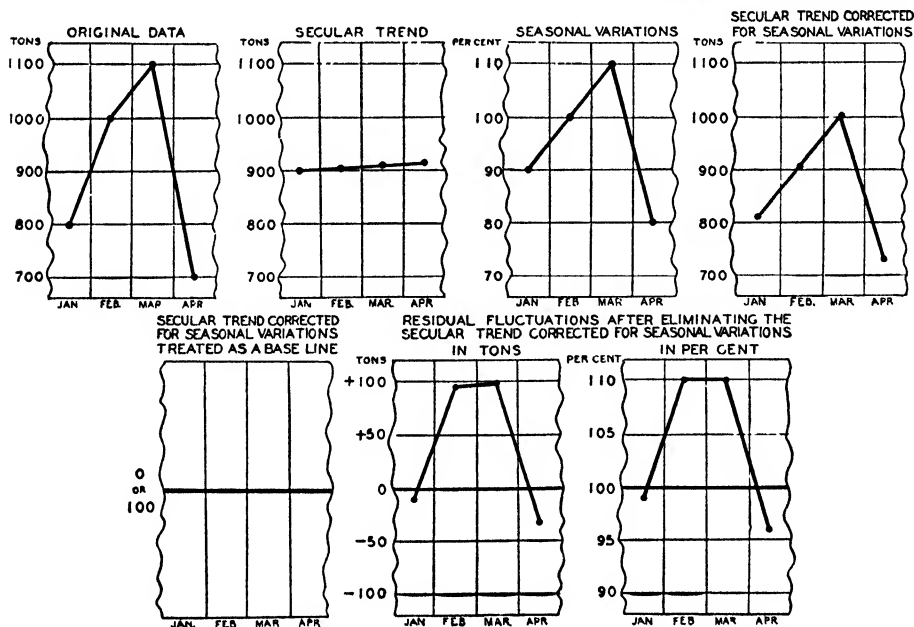 ORIGINAL DATA
TONS
1100
1000
900
800
700
JAN FEB. MAR APR
SECULAR TREND
TONS
1100
1000
900
800
700
JAN FEB. MAR. APR
SEASONAL VARIATIONS
PER CENT
110
100
90
80
70
JAN FEB. MAR APR
SECULAR TREND CORRECTED
FOR SEASONAL VARIATIONS
TONS
1100
1000
900
800
700
JAN FEB. MAR. APR
SECULAR TREND CORRECTED
FOR SEASONAL VARIATIONS
TREATED AS A BASE LINE
0
OR
100
JAN. FEB MAR APR
RESIDUAL FLUCTUATIONS AFTER ELIMINATING THE
SECULAR TREND CORRECTED FOR SEASONAL VARIATIONS
IN TONS
TONS
+100
+50
0
-50
-100
JAN. FEB MAR. APR
IN PER CENT
PER CENT
110
105
100
95
90
JAN FEB MAR APR